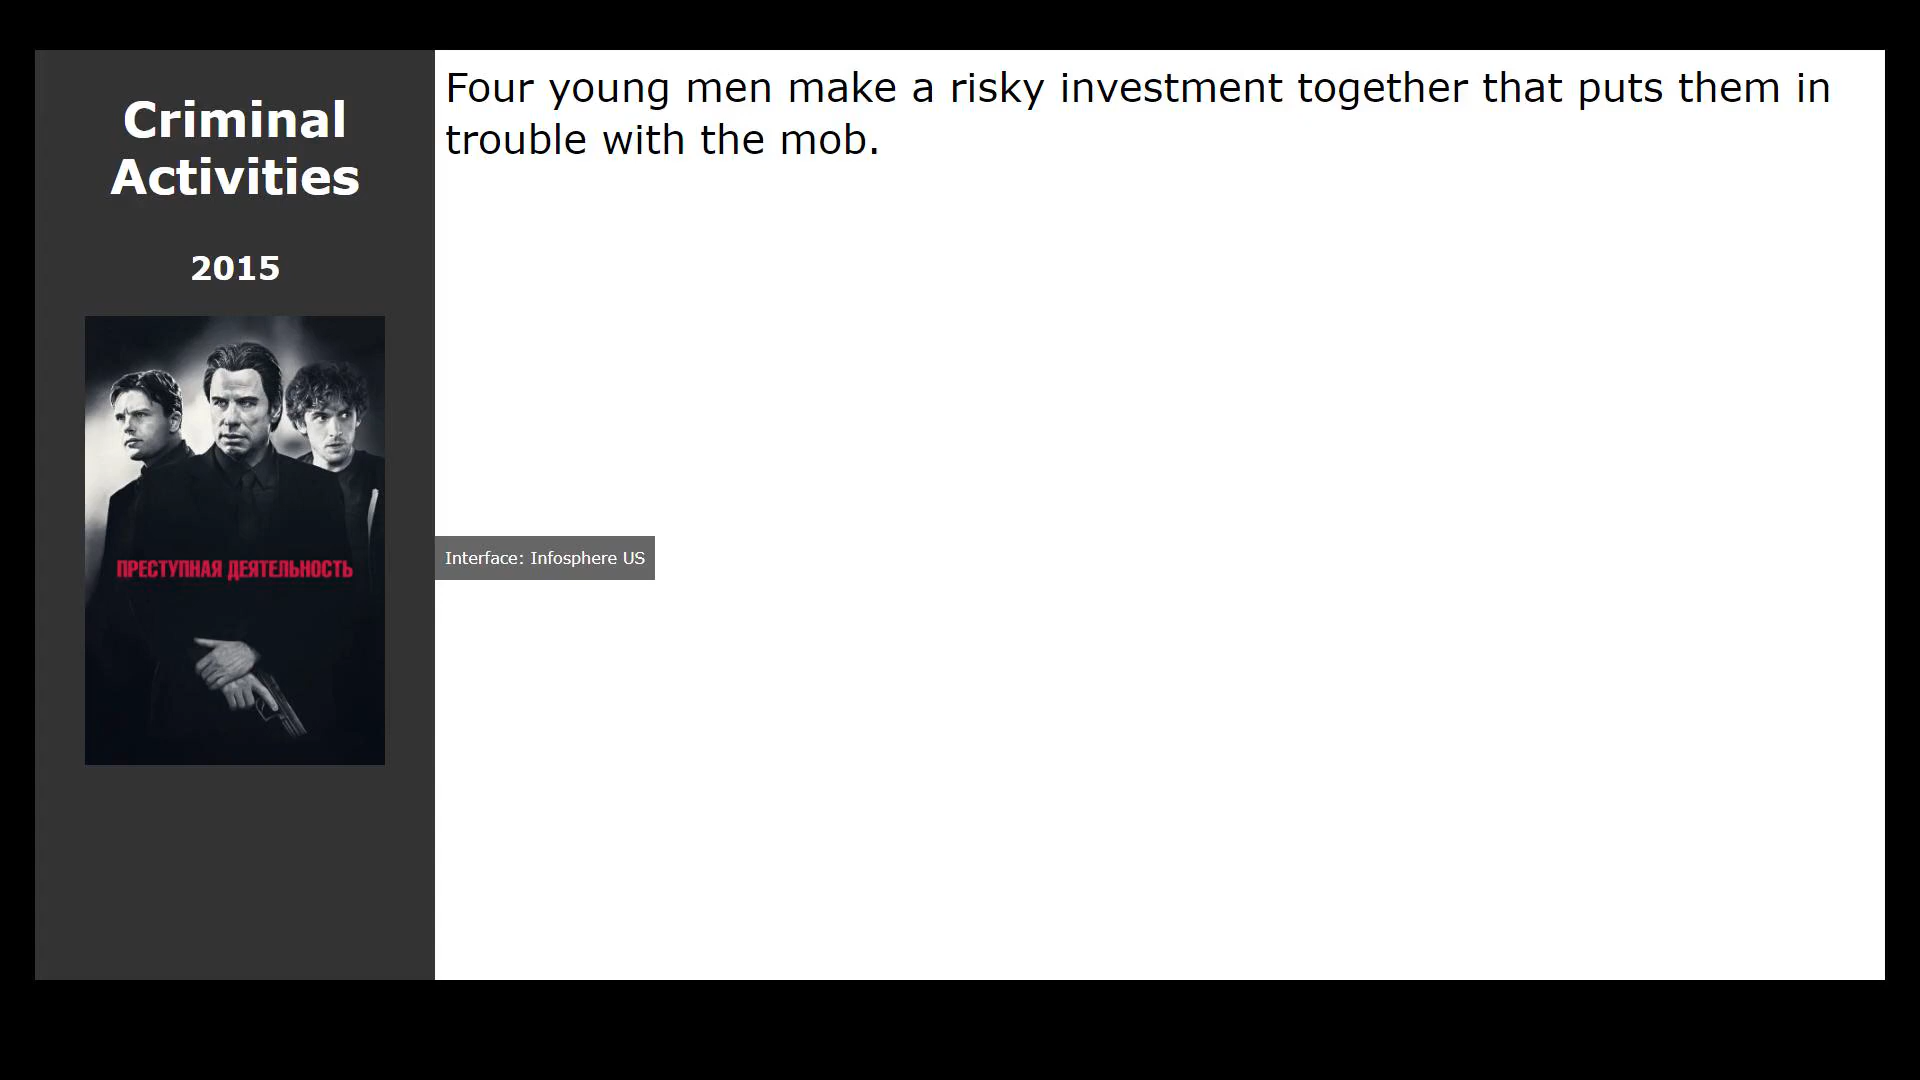 Criminal
Activities
2015
ПРЕСТУПНАЯ ДЕЯТЕЛЬНОСТЬ
Four young men make a risky investment together that puts them in
trouble with the mob.
Interface: Infosphere US